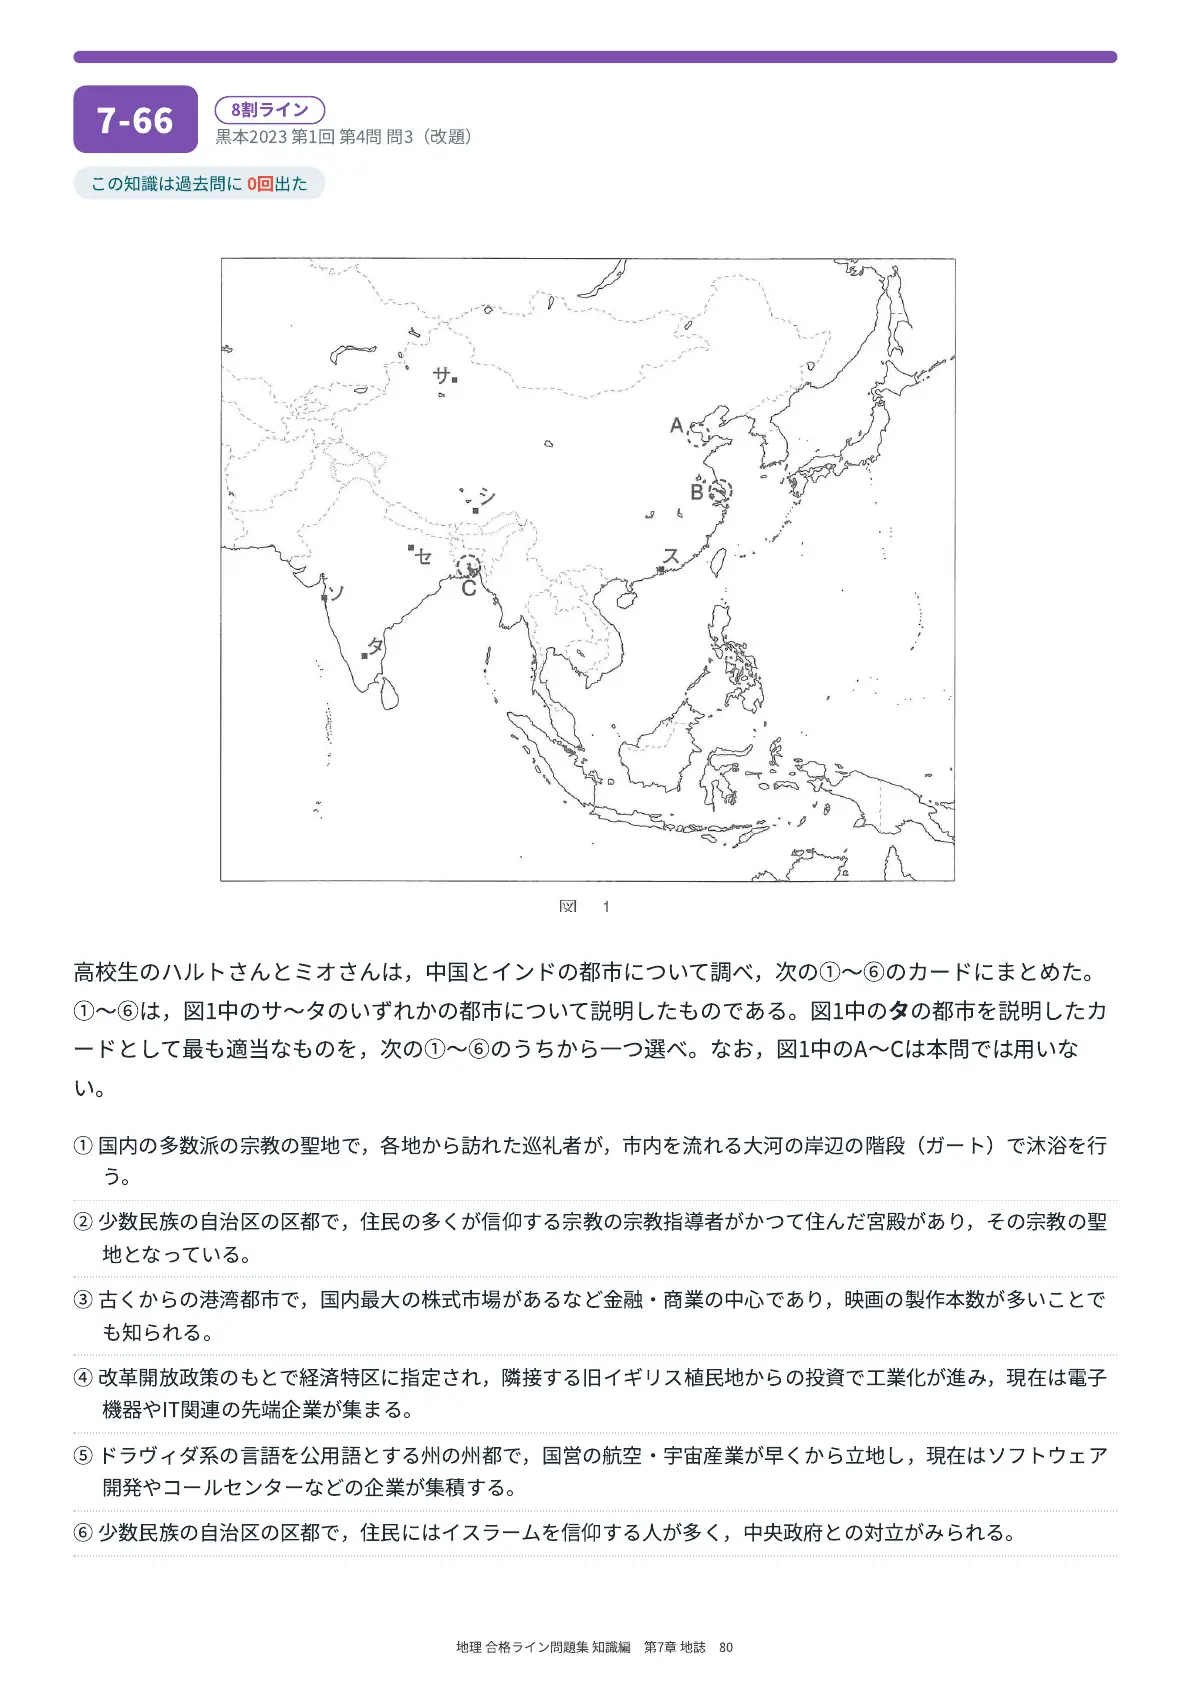 7-66
8割ライン
黒本2023 第1回 第4問 問3（改題）
この知識は過去問に 0回出た
サ
A
B
シ
ス
セ
C
ソ
タ
図 1
高校生のハルトさんとミオさんは，中国とインドの都市について調べ，次の①～⑥のカードにまとめた。
①～⑥は，図1中のサ～タのいずれかの都市について説明したものである。図1中のタの都市を説明したカ
ードとして最も適当なものを，次の①～⑥のうちから一つ選べ。なお，図1中のA～Cは本問では用いな
い。
① 国内の多数派の宗教の聖地で，各地から訪れた巡礼者が，市内を流れる大河の岸辺の階段（ガート）で沐浴を行
う。
② 少数民族の自治区の区都で，住民の多くが信仰する宗教の宗教指導者がかつて住んだ宮殿があり，その宗教の聖
地となっている。
③ 古くからの港湾都市で，国内最大の株式市場があるなど金融・商業の中心であり，映画の製作本数が多いことで
も知られる。
④ 改革開放政策のもとで経済特区に指定され，隣接する旧イギリス植民地からの投資で工業化が進み，現在は電子
機器やIT関連の先端企業が集まる。
⑤ ドラヴィダ系の言語を公用語とする州の州都で，国営の航空・宇宙産業が早くから立地し，現在はソフトウェア
開発やコールセンターなどの企業が集積する。
⑥ 少数民族の自治区の区都で，住民にはイスラームを信仰する人が多く，中央政府との対立がみられる。
地理 合格ライン問題集 知識編 第7章 地誌 80